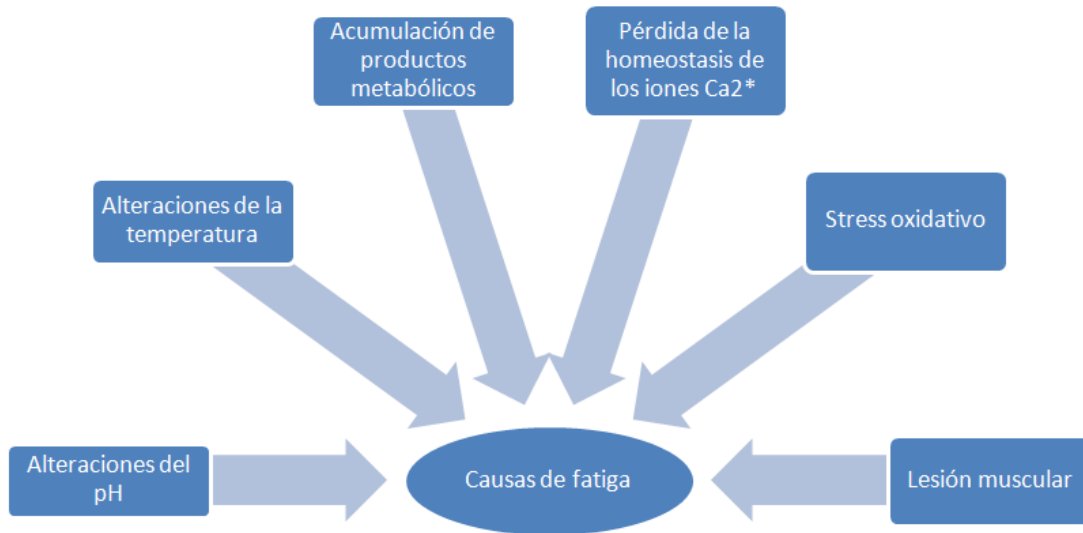 Acumulación de
productos
metabólicos
Pérdida de la
homeostasis de
los iones Ca2*
Alteraciones de la
temperatura
Stress oxidativo
Alteraciones del
pH
Causas de fatiga
Lesión muscular